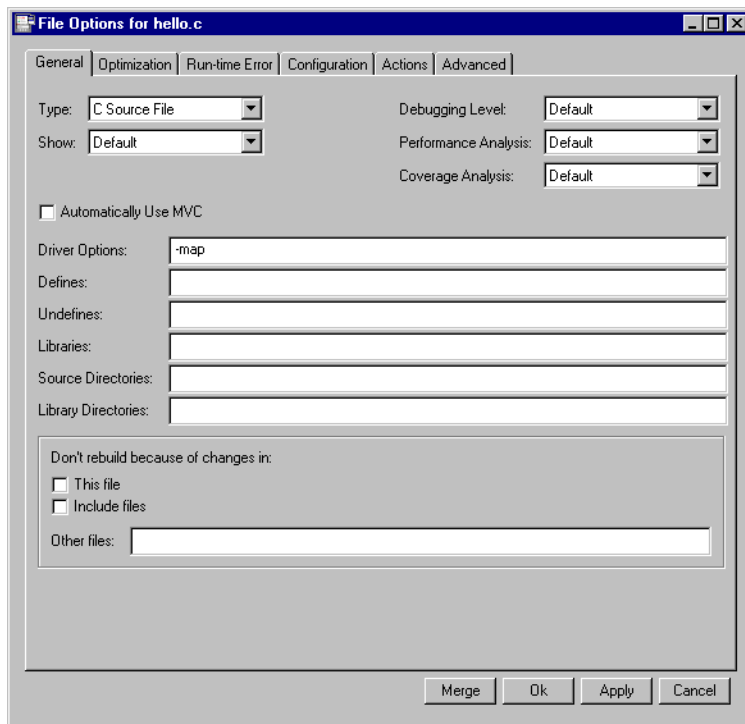 File Options for hello.c
General Optimization Run-time Error Configuration Actions Advanced
Type: C Source File Debugging Level: Default
Show: Default Performance Analysis: Default
Coverage Analysis: Default
Automatically Use MVC
Driver Options: -map
Defines:
Undefines:
Libraries:
Source Directories:
Library Directories:
Don't rebuild because of changes in:
This file
Include files
Other files:
Merge Ok Apply Cancel